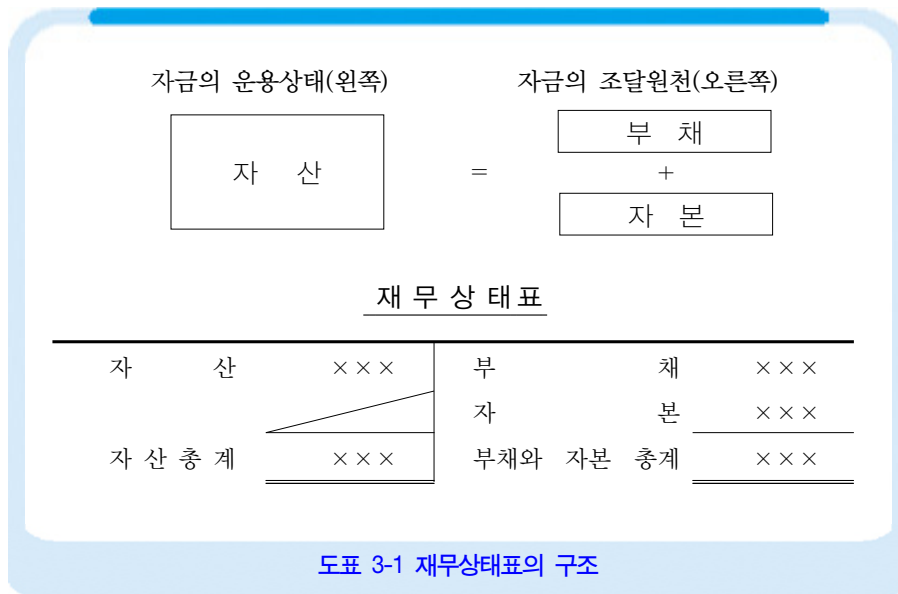 자금의 운용상태(왼쪽) 자금의 조달원천(오른쪽)
부 채
자 산 = +
자 본
재 무 상 태 표
자 산 ××× 부 채 ×××
자 본 ×××
자 산 총 계 ××× 부채와 자본 총계 ×××
도표 3-1 재무상태표의 구조